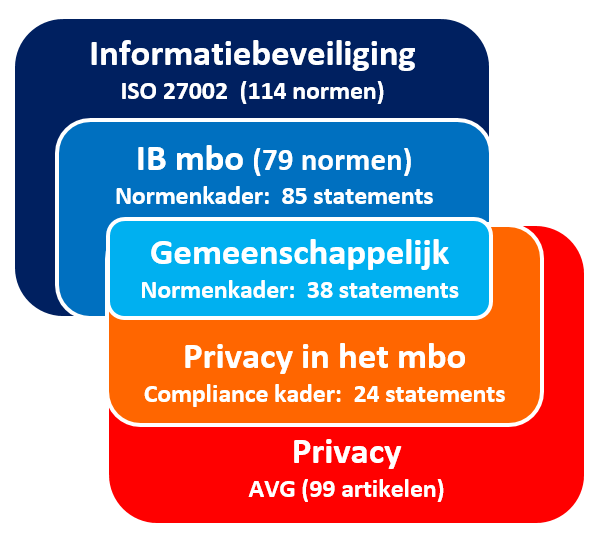 Informatiebeveiliging
ISO 27002 (114 normen)
IB mbo (79 normen)
Normenkader: 85 statements
Gemeenschappelijk
Normenkader: 38 statements
Privacy in het mbo
Compliance kader: 24 statements
Privacy
AVG (99 artikelen)